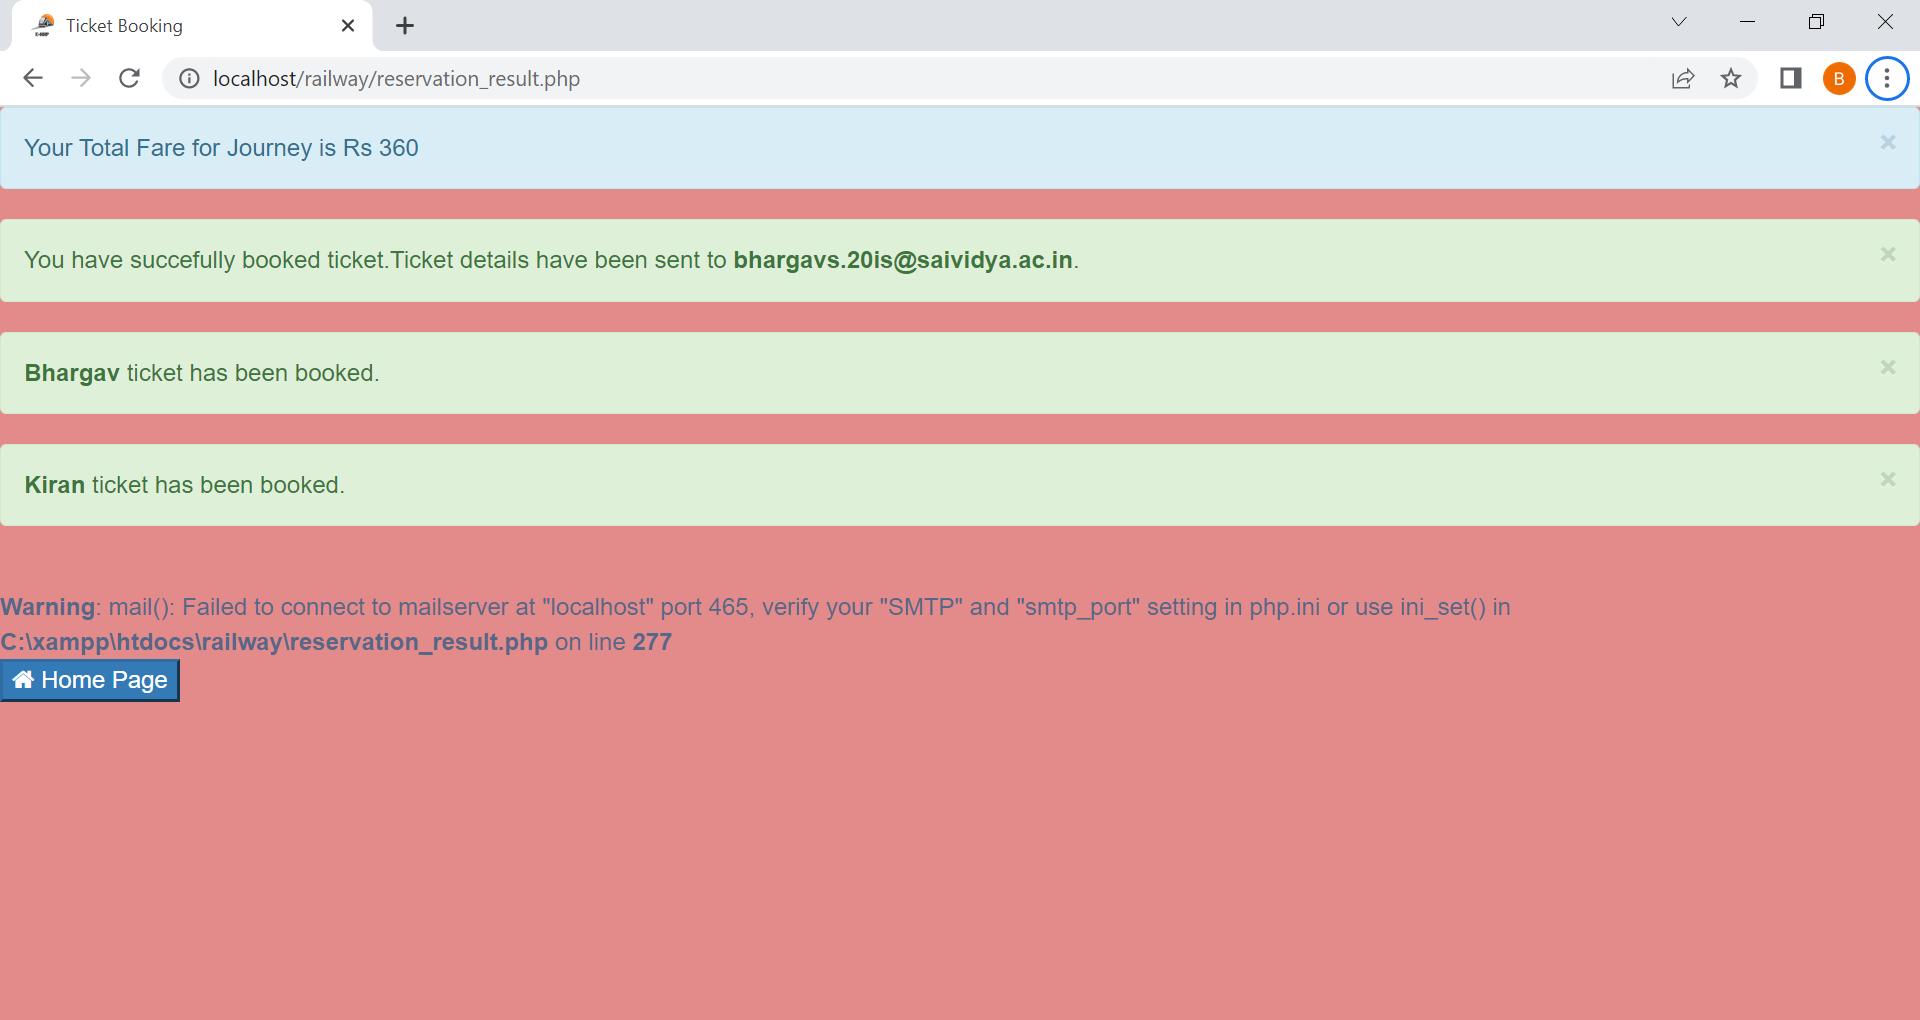 Ticket Booking
localhost/railway/reservation_result.php
B
Your Total Fare for Journey is Rs 360
You have succefully booked ticket.Ticket details have been sent to bhargavs.20is@saividya.ac.in.
Bhargav ticket has been booked.
Kiran ticket has been booked.
Warning: mail(): Failed to connect to mailserver at "localhost" port 465, verify your "SMTP" and "smtp_port" setting in php.ini or use ini_set() in
C:\xampp\htdocs\railway\reservation_result.php on line 277
Home Page